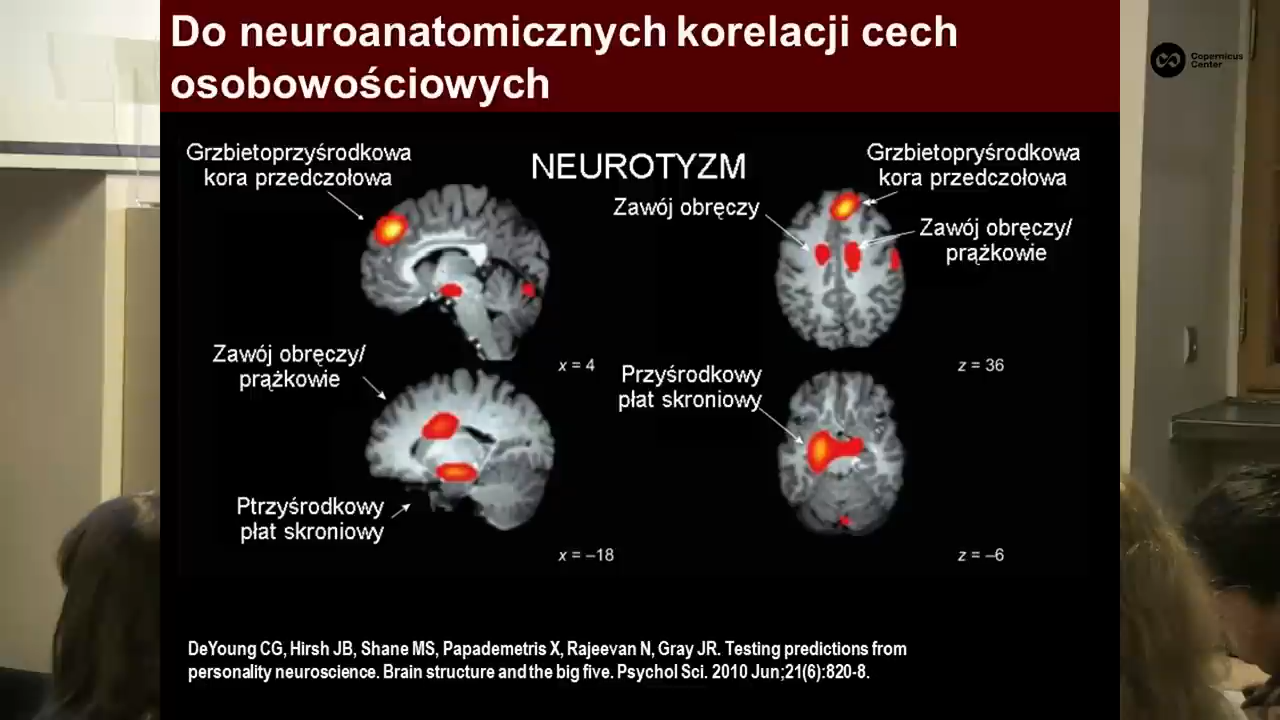 Do neuroanatomicznych korelacji cech
osobowościowych
Copernicus
Center
Grzbietoprzyśrodkowa
kora przedczołowa
NEUROTYZM
Grzbietopryśrodkowa
kora przedczołowa
Zawój obręczy
Zawój obręczy/
prążkowie
Zawój obręczy/
prążkowie
x = 4
Przyśrodkowy
płat skroniowy
z = 36
Ptrzyśrodkowy
płat skroniowy
x = –18
z = –6
DeYoung CG, Hirsh JB, Shane MS, Papademetris X, Rajeevan N, Gray JR. Testing predictions from
personality neuroscience. Brain structure and the big five. Psychol Sci. 2010 Jun;21(6):820-8.